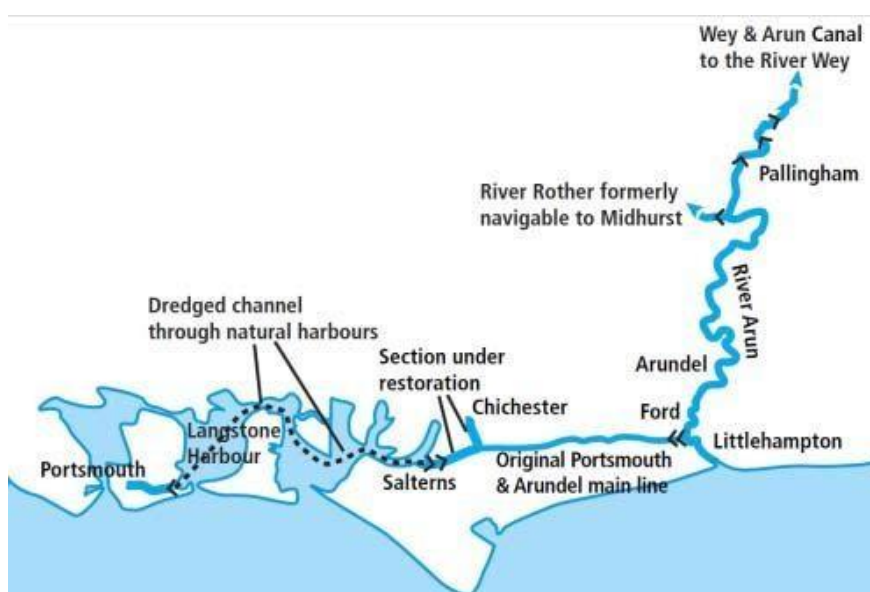 Wey & Arun Canal
to the River Wey
Pallingham
River Rother formerly
navigable to Midhurst
River Arun
Dredged channel
through natural harbours
Section under
restoration
Arundel
Chichester
Ford
Langstone
Harbour
Littlehampton
Portsmouth
Salterns
Original Portsmouth
& Arundel main line